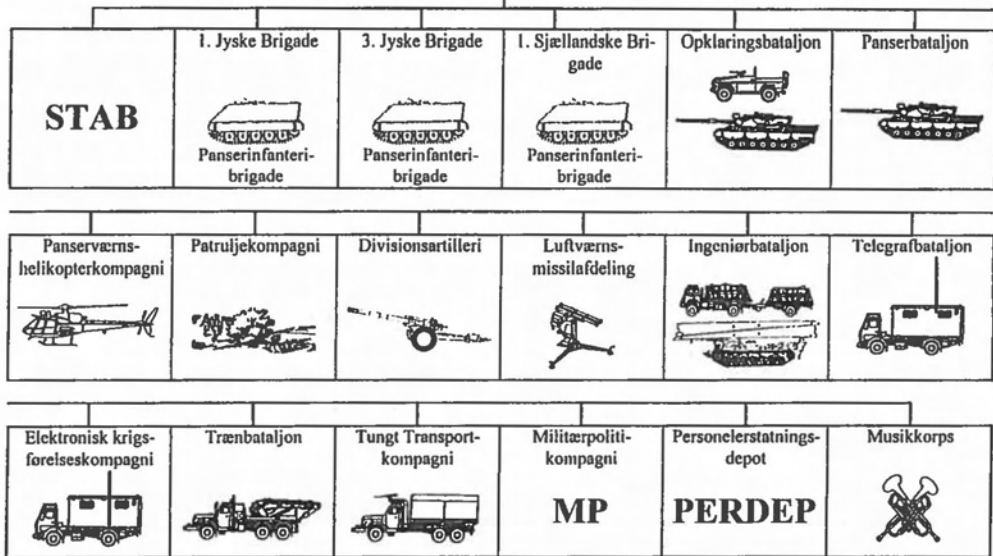 STAB
1. Jyske Brigade
Panserinfanteri-
brigade
3. Jyske Brigade
Panserinfanteri-
brigade
1. Sjællandske Bri-
gade
Panserinfanteri-
brigade
Opklaringsbataljon
Panserbataljon
Panserværns-
helikopterkompagni
Patruljekompagni
Divisionsartilleri
Luftværns-
missilafdeling
Ingeniørbataljon
Telegrafbataljon
Elektronisk krigs-
førelseskompagni
Trænbataljon
Tungt Transport-
kompagni
Militærpoliti-
kompagni
MP
Personelerstatnings-
depot
PERDEP
Musikkorps